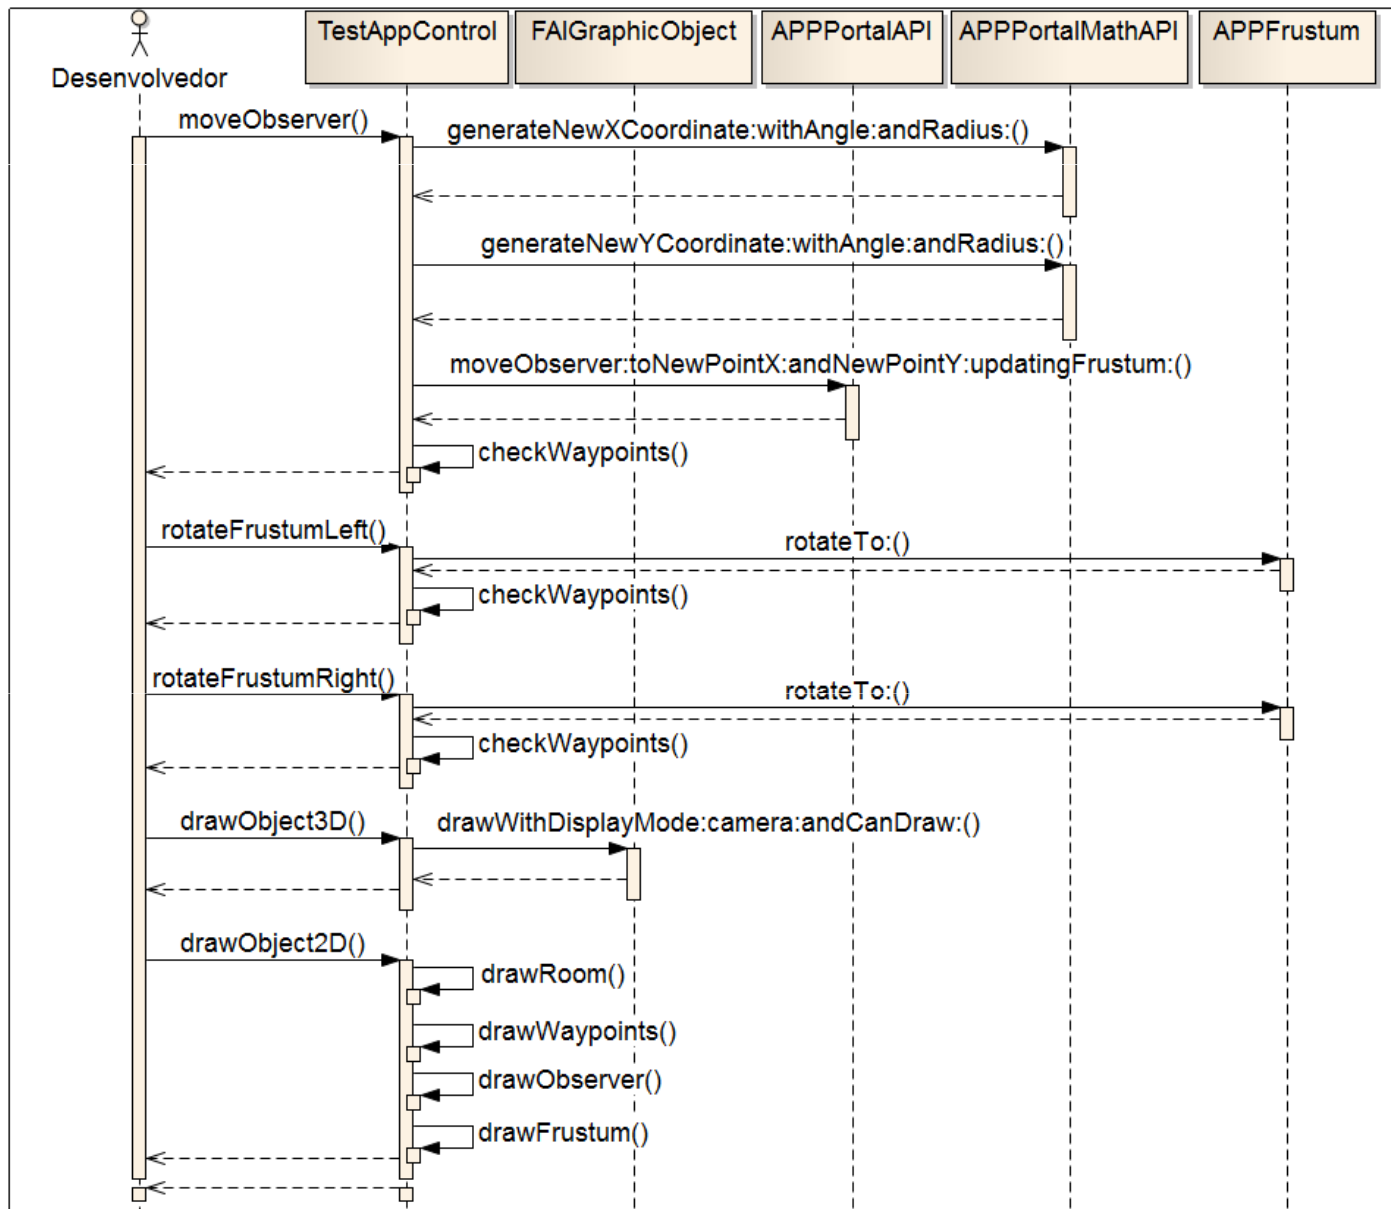 TestAppControl
FAIGraphicObject
APPPortalAPI
APPPortalMathAPI
APPFrustum
Desenvolvedor
moveObserver()
generateNewXCoordinate:withAngle:andRadius:()
generateNewYCoordinate:withAngle:andRadius:()
moveObserver:toNewPointX:andNewPointY:updatingFrustum:()
checkWaypoints()
rotateFrustumLeft()
rotateTo:()
checkWaypoints()
rotateFrustumRight()
rotateTo:()
checkWaypoints()
drawObject3D()
drawWithDisplayMode:camera:andCanDraw:()
drawObject2D()
drawRoom()
drawWaypoints()
drawObserver()
drawFrustum()